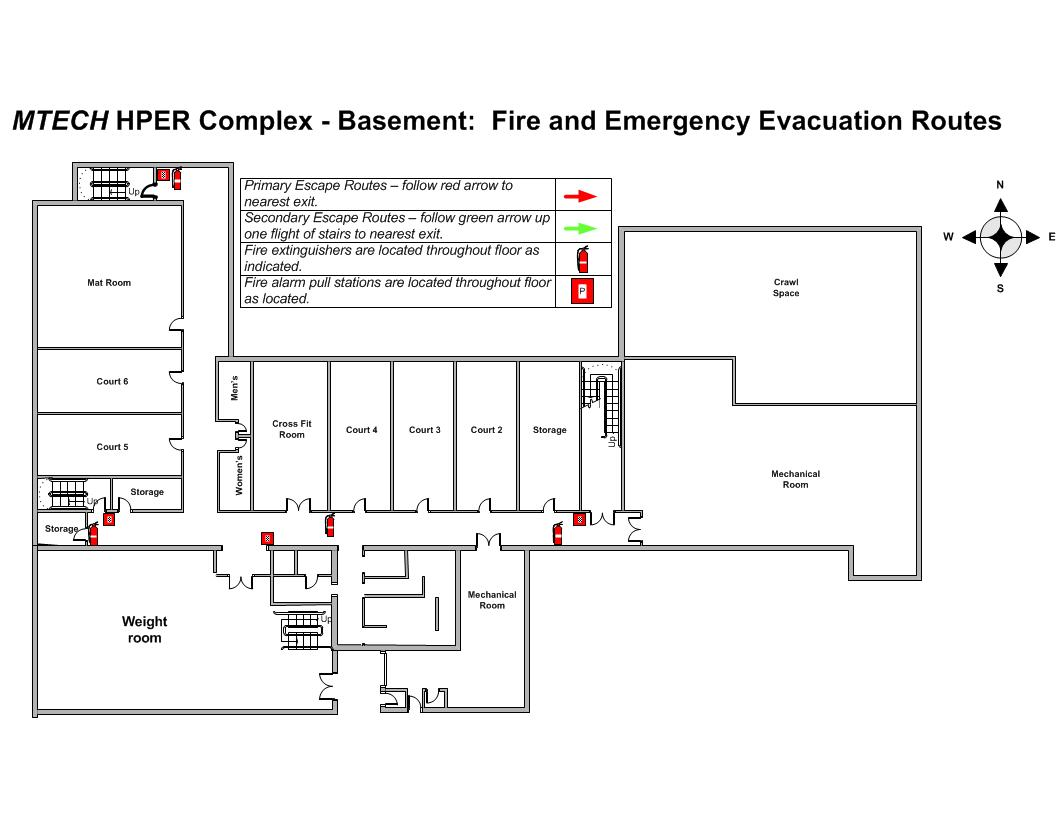 MTECH HPER Complex - Basement:  Fire and Emergency Evacuation Routes
Primary Escape Routes – follow red arrow to
nearest exit.
Secondary Escape Routes – follow green arrow up
one flight of stairs to nearest exit.
Fire extinguishers are located throughout floor as
indicated.
Fire alarm pull stations are located throughout floor
as located.
P
N
W
E
S
Up
Mat Room
Crawl
Space
Court 6
Men's
Cross Fit
Room
Court 4
Court 3
Court 2
Storage
Up
Court 5
Women's
Mechanical
Room
Up
Storage
Storage
Mechanical
Room
Weight
room
Up